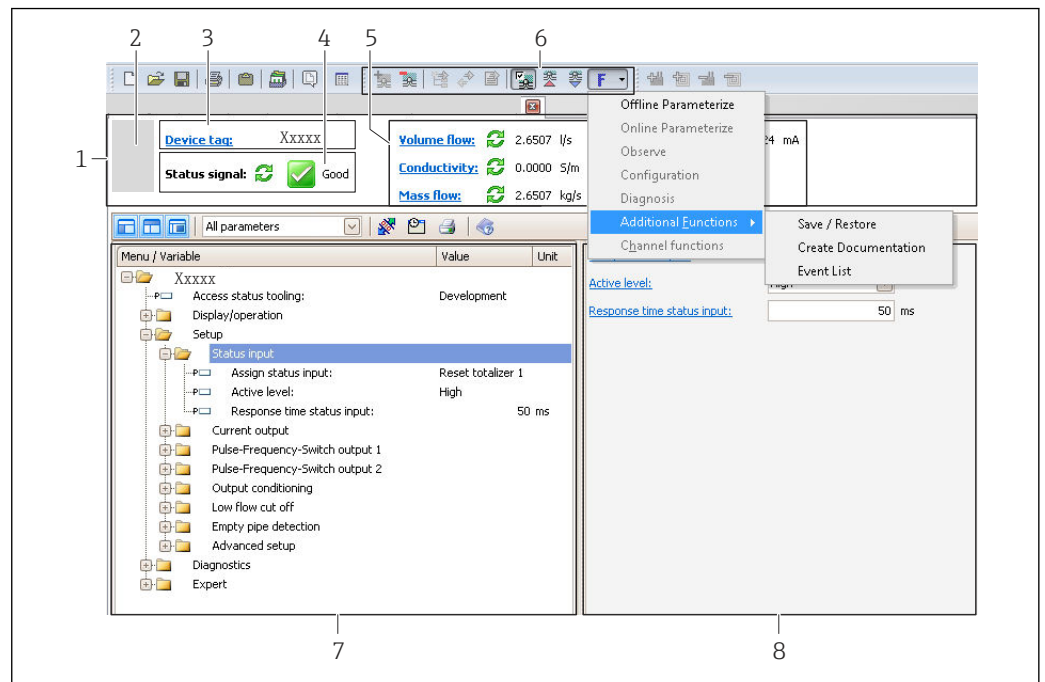 2 3 4 5 6
F
Offline Parameterize
1
Device tag: Xxxxx
Volume flow: 2.6507 l/s
24 mA
Online Parameterize
Observe
Status signal: Good
Conductivity: 0.0000 S/m
Configuration
Mass flow: 2.6507 kg/s
Diagnosis
All parameters
Additional Functions
Save / Restore
Channel functions
Create Documentation
Event List
Menu / Variable Value Unit
Xxxxx
Access status tooling: Development
Active level: High
Display/operation
Response time status input: 50 ms
Setup
Status input
Assign status input: Reset totalizer 1
Active level: High
Response time status input: 50 ms
Current output
Pulse-Frequency-Switch output 1
Pulse-Frequency-Switch output 2
Output conditioning
Low flow cut off
Empty pipe detection
Advanced setup
Diagnostics
Expert
7 8